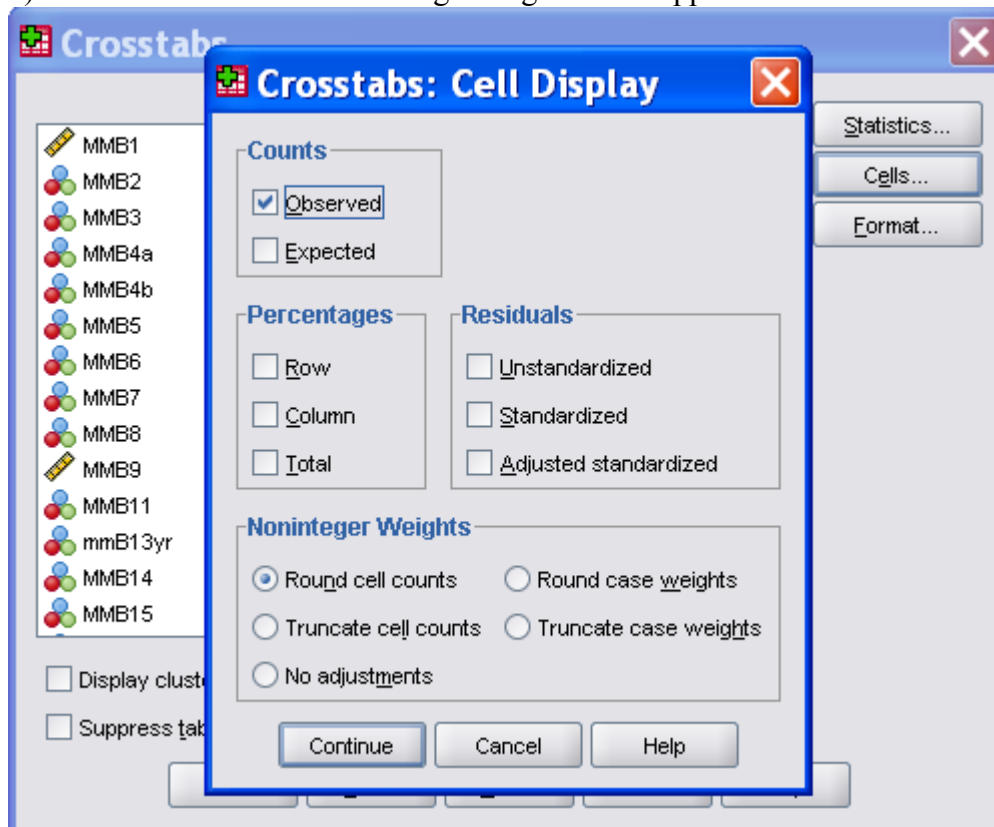 Crosstabs
Crosstabs: Cell Display
MMB1
MMB2
MMB3
MMB4a
MMB4b
MMB5
MMB6
MMB7
MMB8
MMB9
MMB11
mmB13yr
MMB14
MMB15
Statistics...
Cells...
Format...
Counts
Observed
Expected
Percentages
Row
Column
Total
Residuals
Unstandardized
Standardized
Adjusted standardized
Noninteger Weights
Round cell counts
Round case weights
Truncate cell counts
Truncate case weights
No adjustments
Display
Suppress
Continue
Cancel
Help